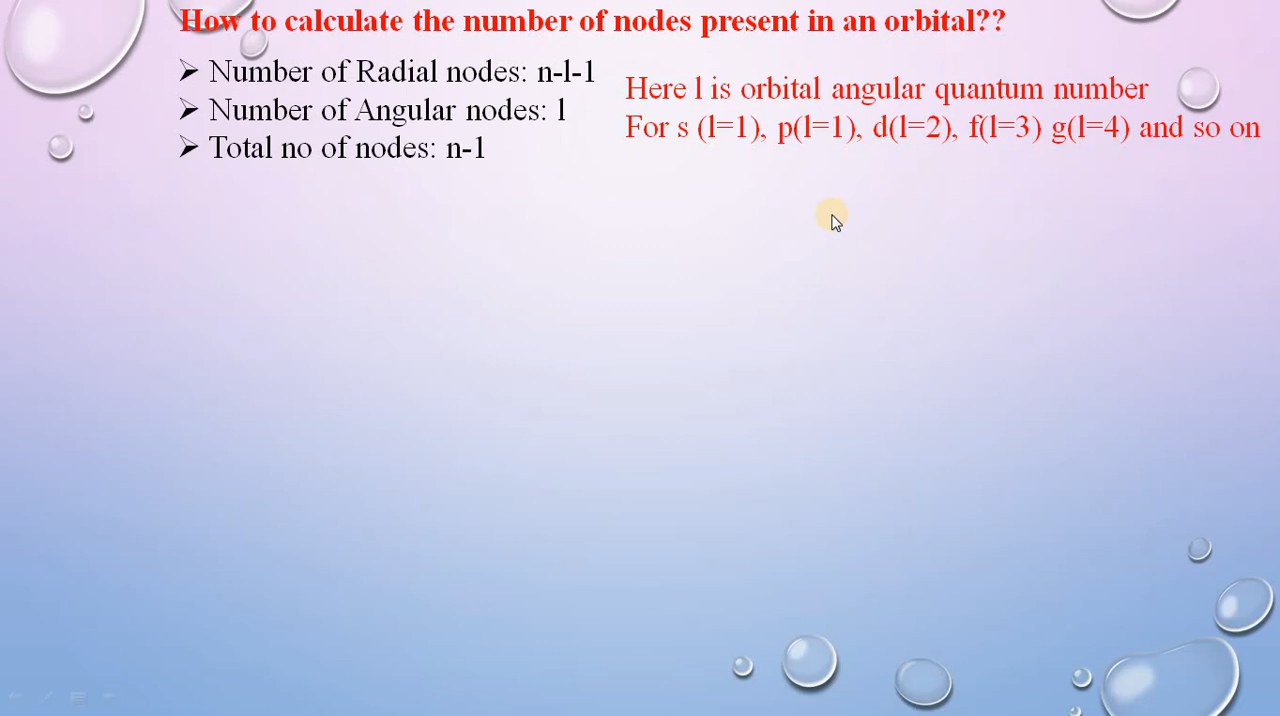 How to calculate the number of nodes present in an orbital??
➢ Number of Radial nodes: n-l-1
➢ Number of Angular nodes: l
➢ Total no of nodes: n-1
Here l is orbital angular quantum number
For s (l=1), p(l=1), d(l=2), f(l=3) g(l=4) and so on